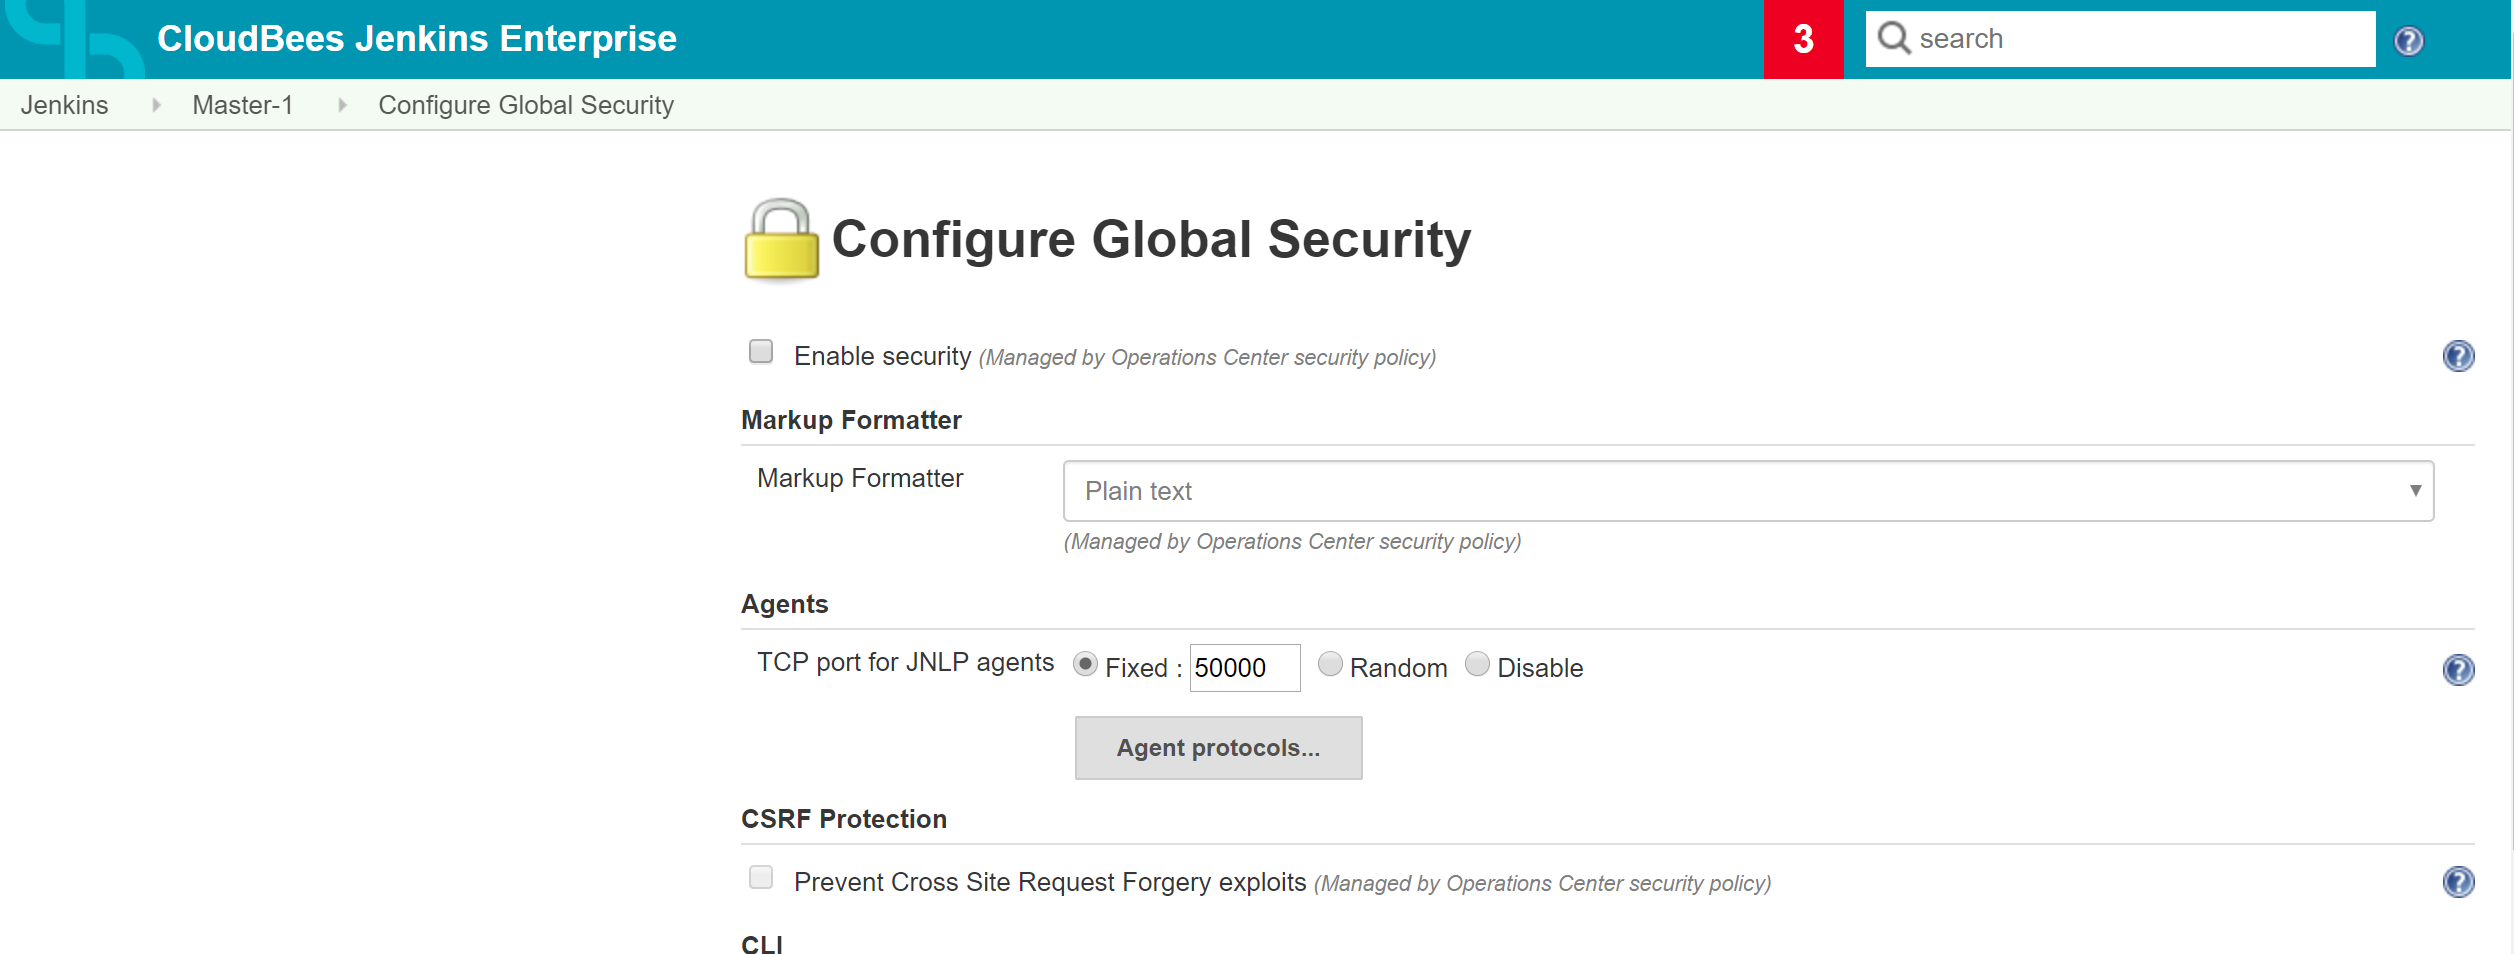 CloudBees Jenkins Enterprise
3
search
?
Jenkins
Master-1
Configure Global Security
Configure Global Security
Enable security (Managed by Operations Center security policy)
?
Markup Formatter
Markup Formatter
Plain text
(Managed by Operations Center security policy)
Agents
TCP port for JNLP agents
Fixed : 50000 Random Disable
?
Agent protocols...
CSRF Protection
Prevent Cross Site Request Forgery exploits (Managed by Operations Center security policy)
?
CLI